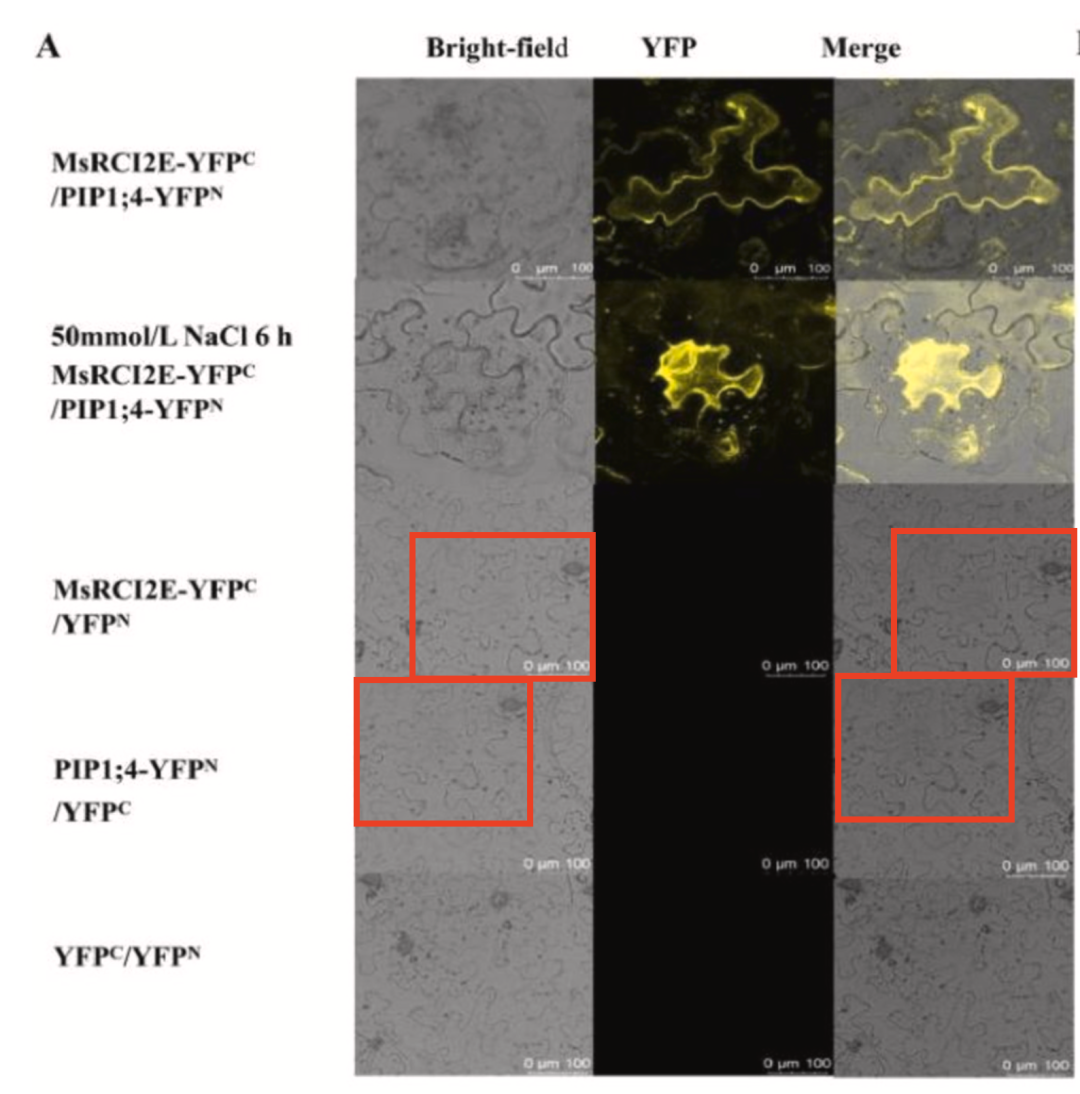 A Bright-field YFP Merge
MsRCI2E-YFPC
/PIP1;4-YFPN
0 µm 100 0 µm 100 0 µm 100
50mmol/L NaCl 6 h
MsRCI2E-YFPC
/PIP1;4-YFPN
MsRCI2E-YFPC
/YFPN
0 µm 100 0 µm 100 0 µm 100
PIP1;4-YFPN
/YFPC
0 µm 100 0 µm 100 0 µm 100
YFPC/YFPN
0 µm 100 0 µm 100 0 µm 100